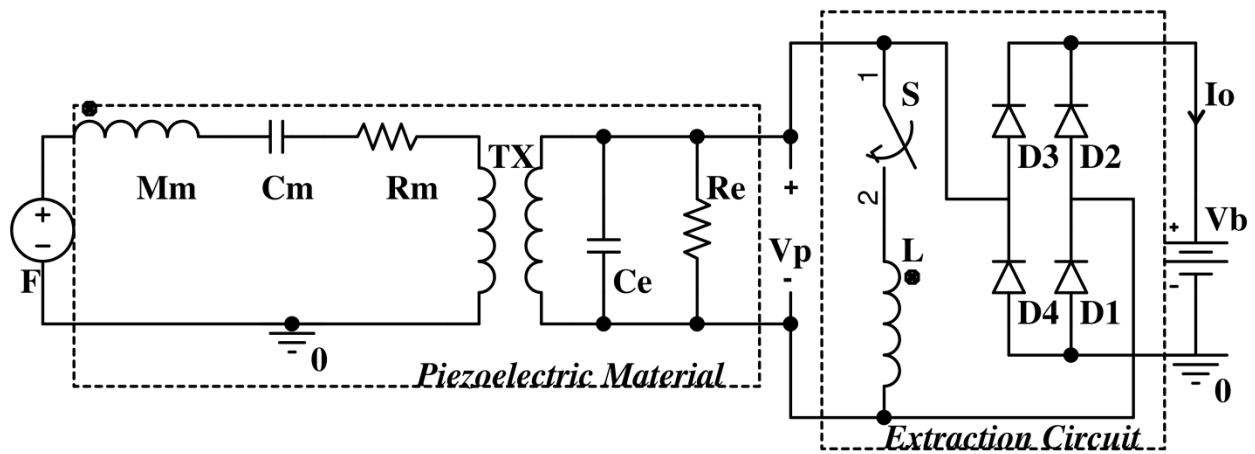 1
S
Io
TX
D3
D2
Mm
Cm
Rm
Re
+
2
Vb
+
+
-
F
Vp
L
Ce
-
D4
D1
-
0
Piezoelectric Material
0
Extraction Circuit